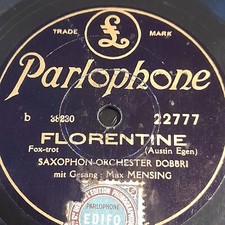 TRADE MARK
Parlophone
b 38230 22777
FLORENTINE
Fox-trot (Austin Egen)
SAXOPHON-ORCHESTER DOBBRI
mit Gesang: Max MENSING
PARLOPHONE
EDIFO